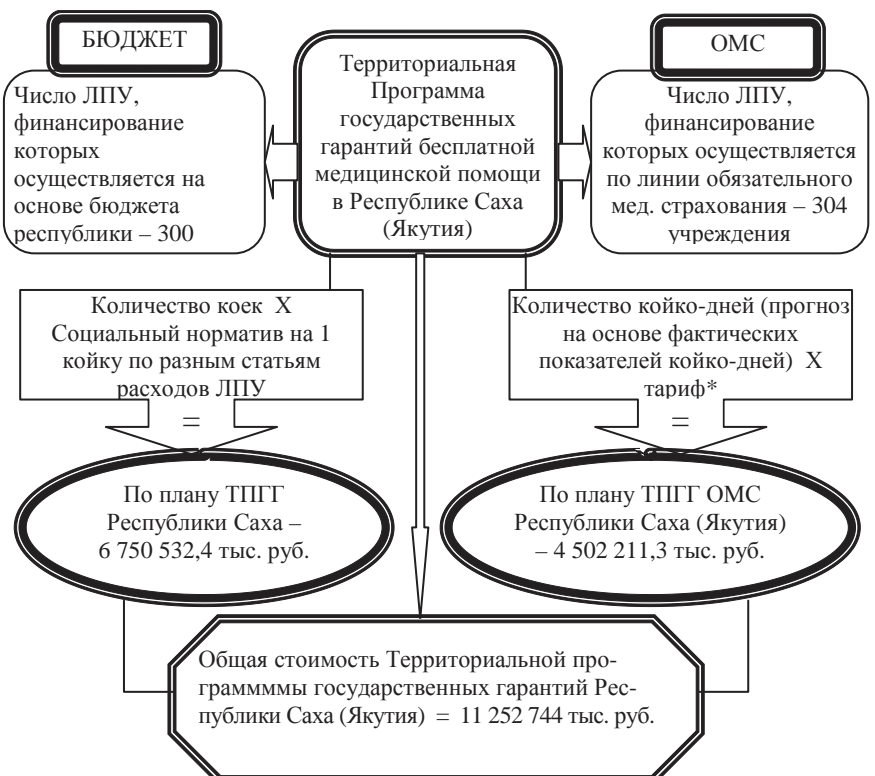 БЮДЖЕТ
Число ЛПУ,
финансирование
которых
осуществляется на
основе бюджета
республики – 300
Территориальная
Программа
государственных
гарантий бесплатной
медицинской помощи
в Республике Саха
(Якутия)
ОМС
Число ЛПУ,
финансирование
которых осуществляется
по линии обязательного
мед. страхования – 304
учреждения
Количество коек X
Социальный норматив на 1
койку по разным статьям
расходов ЛПУ
=
Количество койко-дней (прогноз
на основе фактических
показателей койко-дней) X
тариф*
=
По плану ТПГГ
Республики Саха –
6 750 532,4 тыс. руб.
По плану ТПГГ ОМС
Республики Саха (Якутия)
– 4 502 211,3 тыс. руб.
Общая стоимость Территориальной про-
граммммы государственных гарантий Рес-
публики Саха (Якутия) = 11 252 744 тыс. руб.